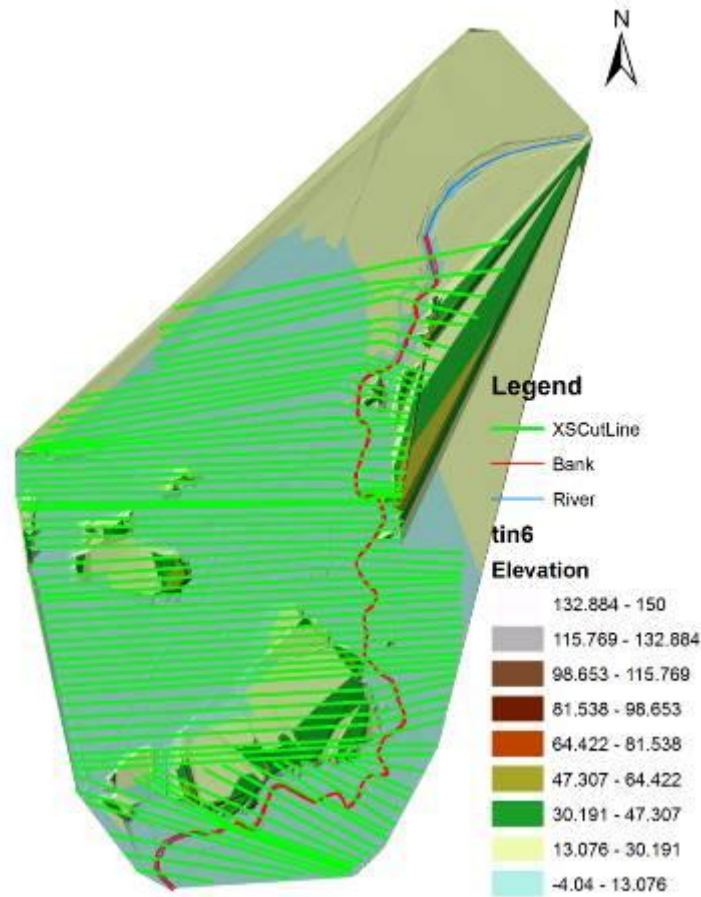 N
Legend
XSCutLine
Bank
River
tin6
Elevation
132.884 - 150
115.769 - 132.884
98.653 - 115.769
81.538 - 98.653
64.422 - 81.538
47.307 - 64.422
30.191 - 47.307
13.076 - 30.191
-4.04 - 13.076